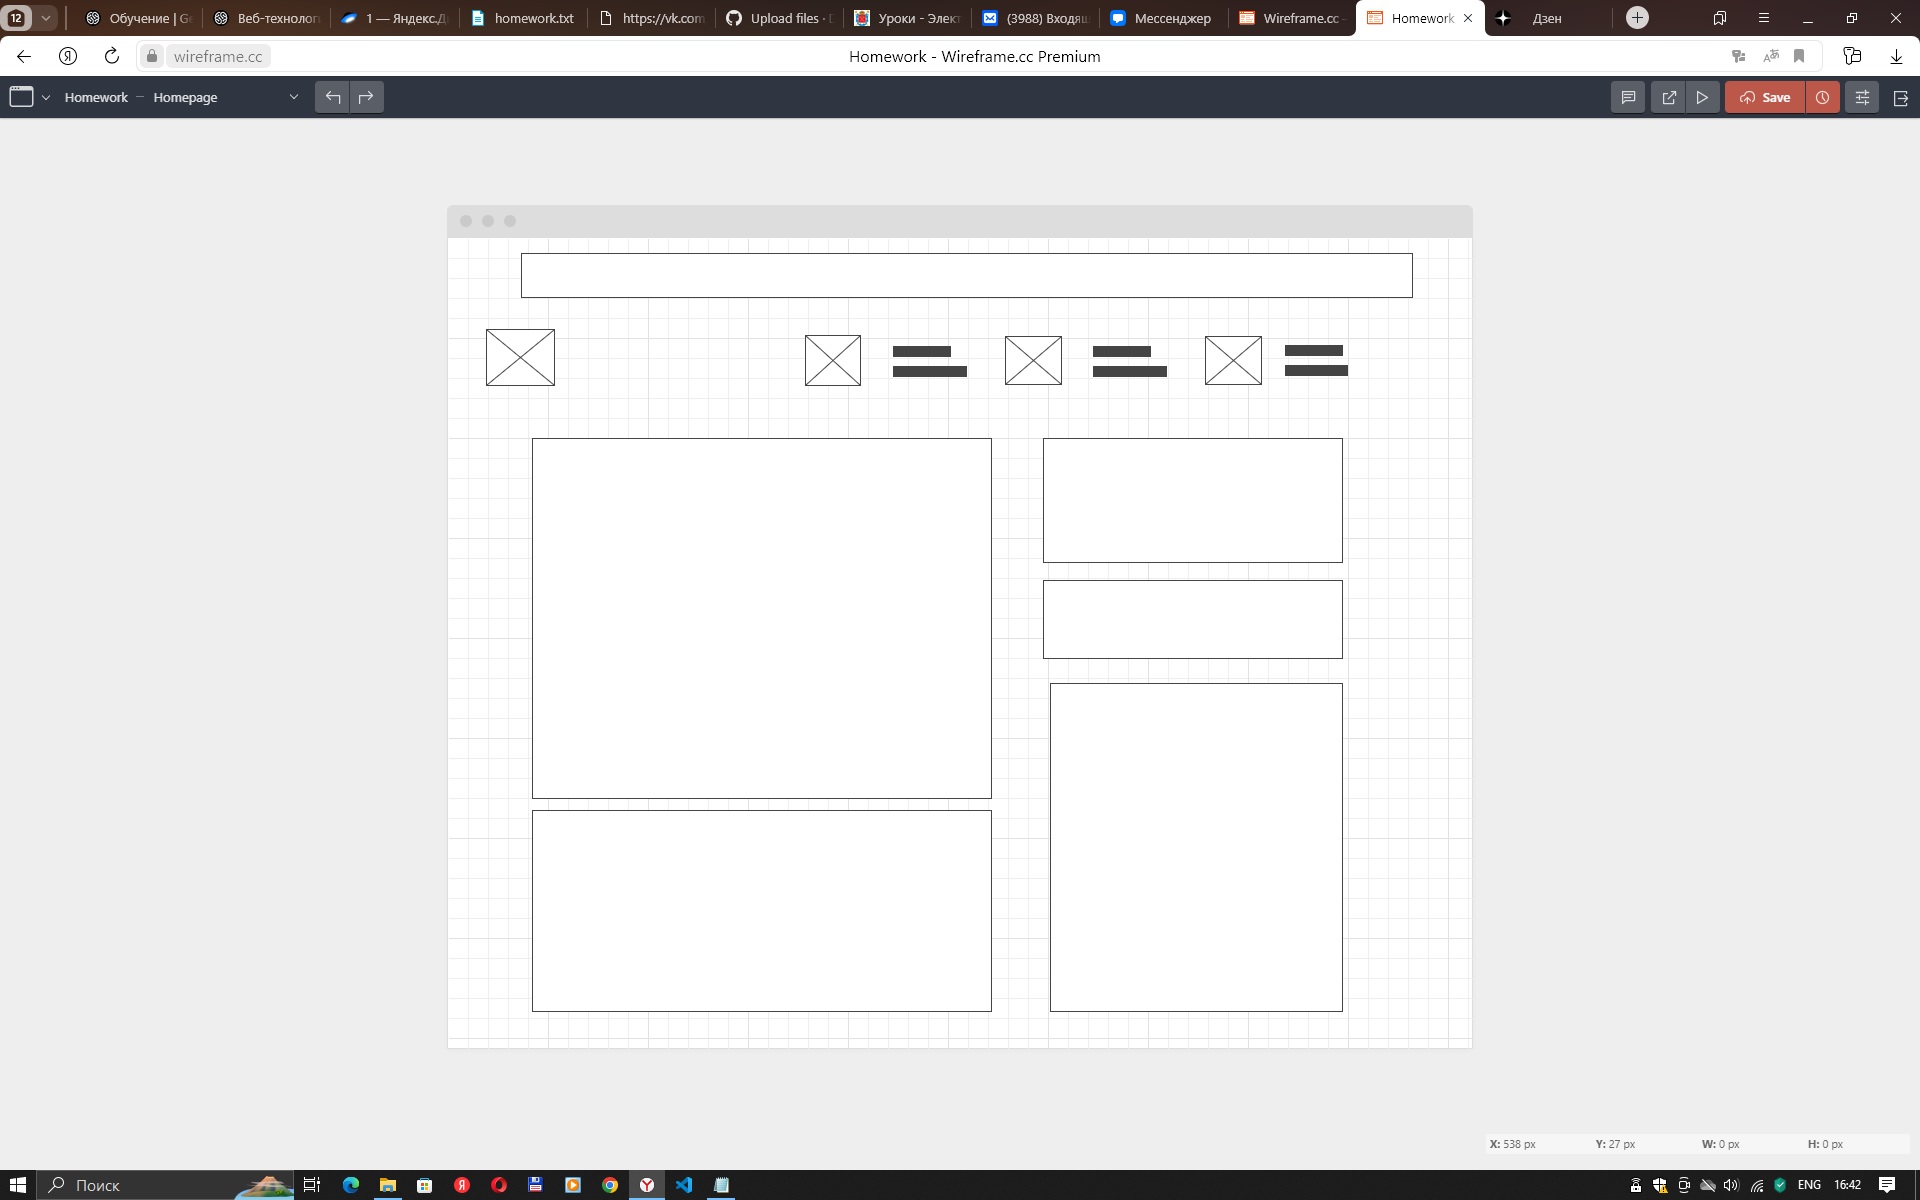 12 Обучение | Ge Веб-технолог 1 — Яндекс.Д homework.txt https://vk.com Upload files · D Уроки - Элект (3988) Входящ Мессенджер Wireframe.cc - Homework Дзен
wireframe.cc Homework - Wireframe.cc Premium
Homework – Homepage Save
X: 538 px Y: 27 px W: 0 px H: 0 px
Поиск ENG 16:42